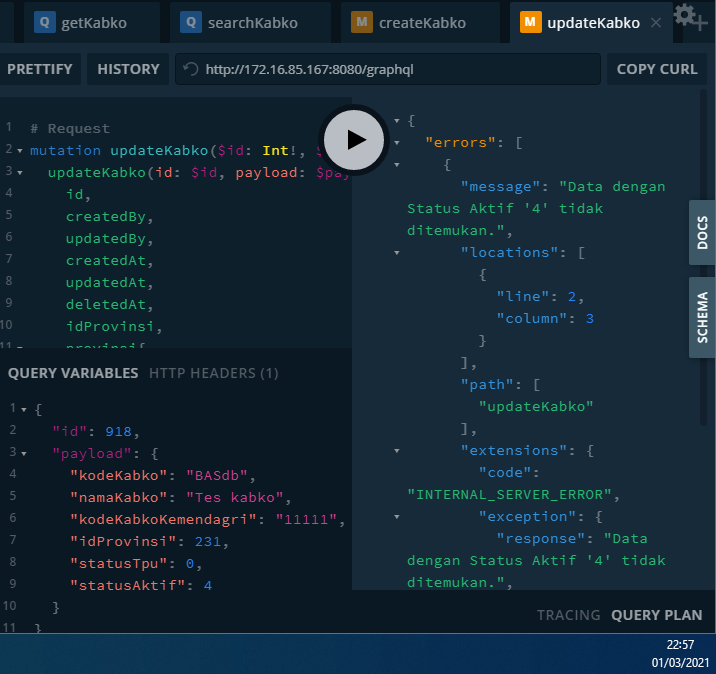 Q getKabko
Q searchKabko
M createKabko
M updateKabko
PRETTIFY HISTORY http://172.16.85.167:8080/graphql COPY CURL
1 # Request
2 mutation updateKabko($id: Int!, $
3 updateKabko(id: $id, payload: $pay
4 id,
5 createdBy,
6 updatedBy,
7 createdAt,
8 updatedAt,
9 deletedAt,
10 idProvinsi,
11 provinsi{
QUERY VARIABLES HTTP HEADERS (1)
1 {
2 "id": 918,
3 "payload": {
4 "kodeKabko": "BASdb",
5 "namaKabko": "Tes kabko",
6 "kodeKabkoKemendagri": "11111",
7 "idProvinsi": 231,
8 "statusTpu": 0,
9 "statusAktif": 4
10 }
11 }
{
"errors": [
{
"message": "Data dengan
Status Aktif '4' tidak
ditemukan.",
"locations": [
{
"line": 2,
"column": 3
}
],
"path": [
"updateKabko"
],
"extensions": {
"code":
"INTERNAL_SERVER_ERROR",
"exception": {
"response": "Data
dengan Status Aktif '4' tidak
ditemukan.",
DOCS
SCHEMA
TRACING QUERY PLAN
22:57
01/03/2021